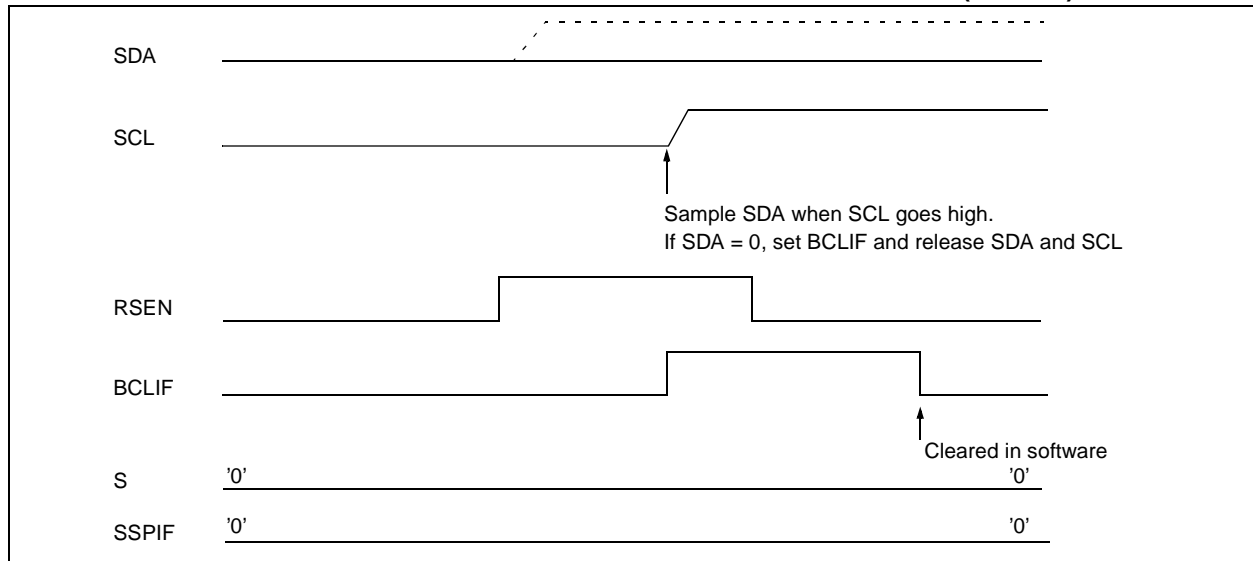 SDA
SCL
Sample SDA when SCL goes high.
If SDA = 0, set BCLIF and release SDA and SCL
RSEN
BCLIF
Cleared in software
S '0' '0'
SSPIF '0' '0'